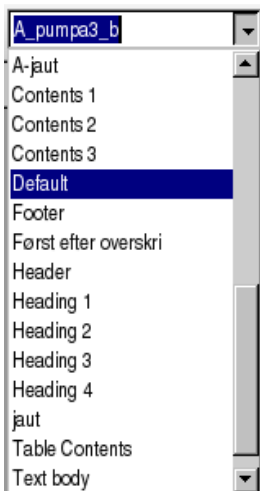 A_pumpa3_b
A-jaut
Contents 1
Contents 2
Contents 3
Default
Footer
Først efter overskri
Header
Heading 1
Heading 2
Heading 3
Heading 4
jaut
Table Contents
Text body